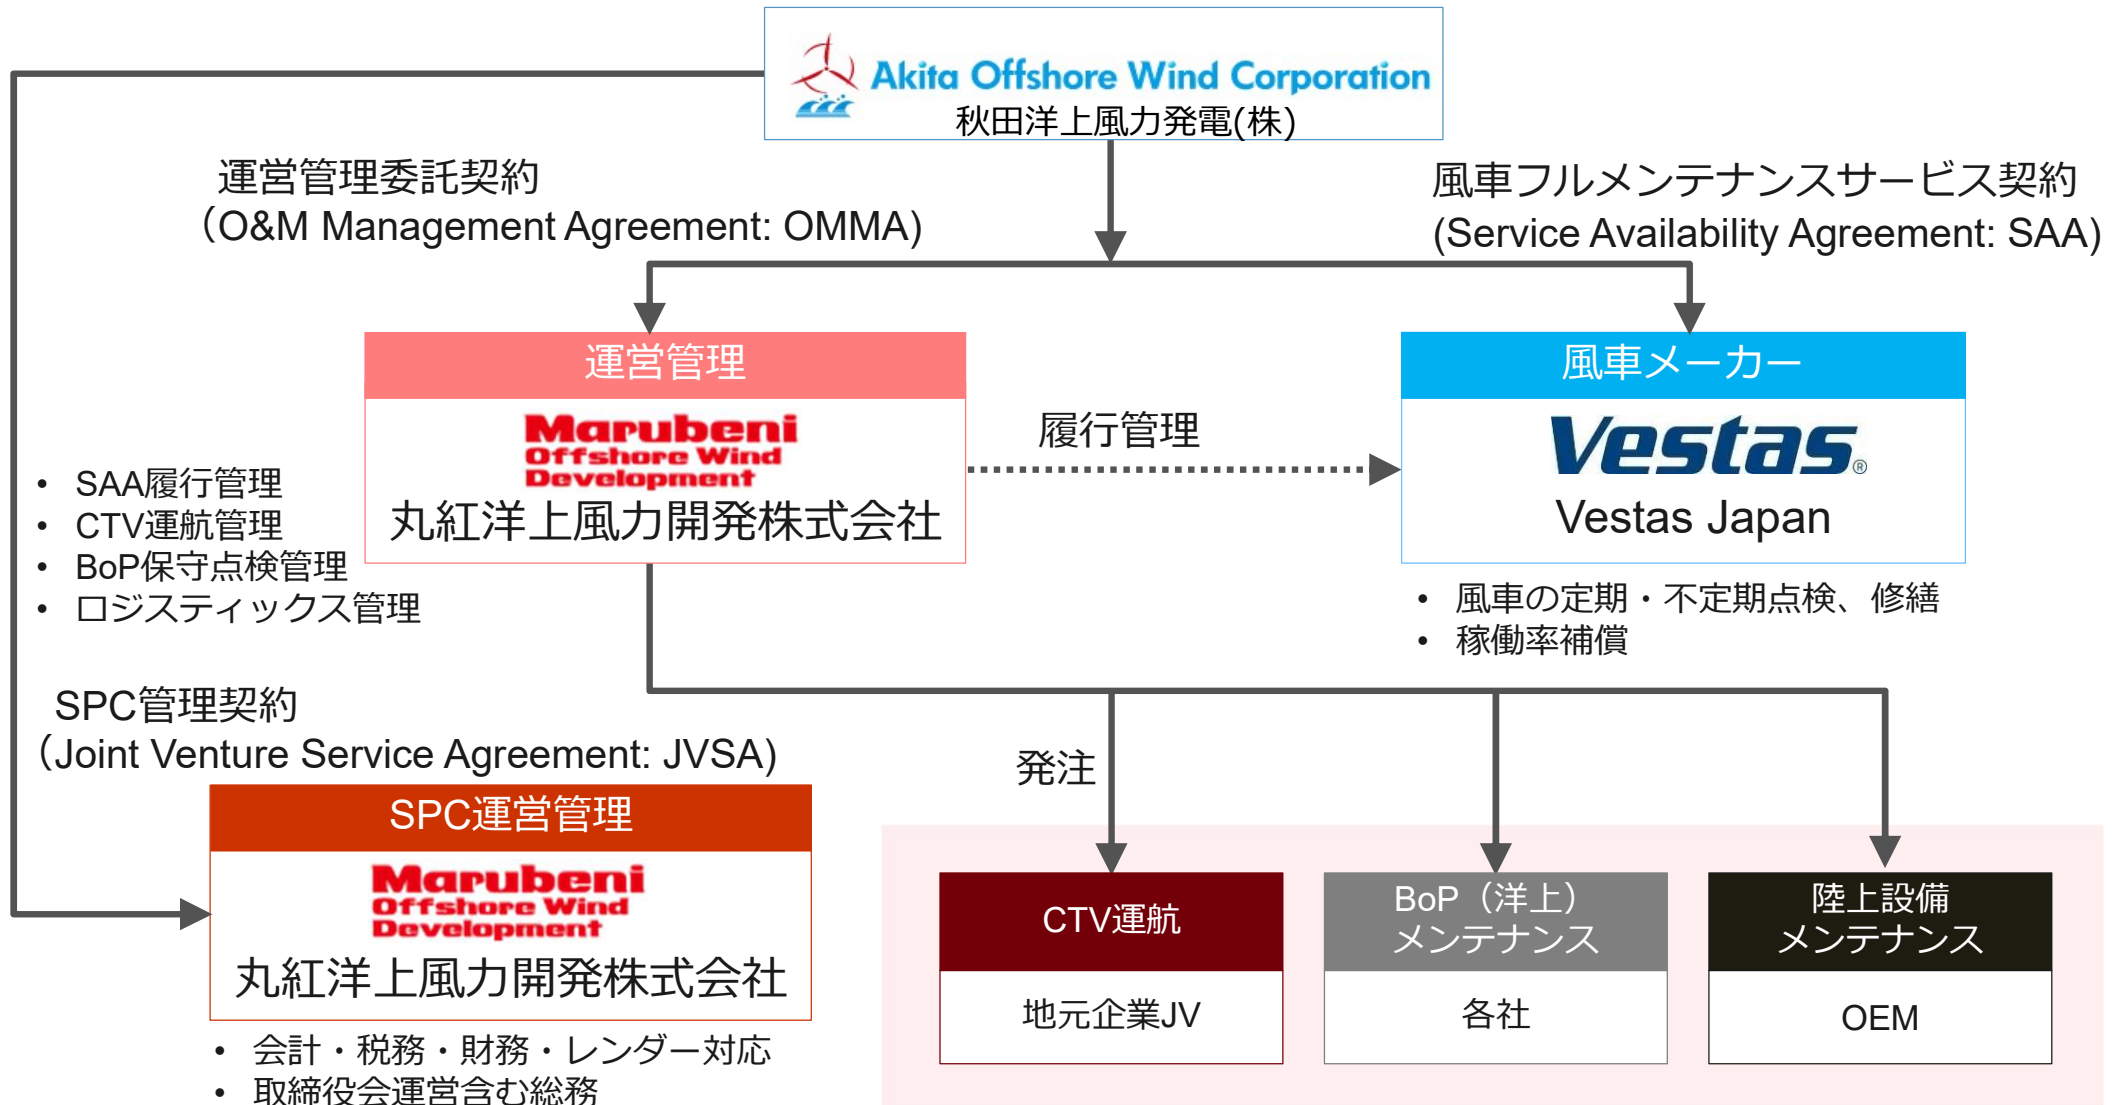 Akita Offshore Wind Corporation
秋田洋上風力発電(株)
運営管理委託契約
（O&M Management Agreement: OMMA)
風車フルメンテナンスサービス契約
(Service Availability Agreement: SAA)
運営管理
Marubeni
Offshore Wind
Development
丸紅洋上風力開発株式会社
履行管理
風車メーカー
Vestas®
Vestas Japan
• SAA履行管理
• CTV運航管理
• BoP保守点検管理
• ロジスティックス管理
• 風車の定期・不定期点検、修繕
• 稼働率補償
SPC管理契約
（Joint Venture Service Agreement: JVSA)
発注
SPC運営管理
Marubeni
Offshore Wind
Development
丸紅洋上風力開発株式会社
• 会計・税務・財務・レンダー対応
• 取締役会運営含む総務
CTV運航
地元企業JV
BoP（洋上）
メンテナンス
各社
陸上設備
メンテナンス
OEM